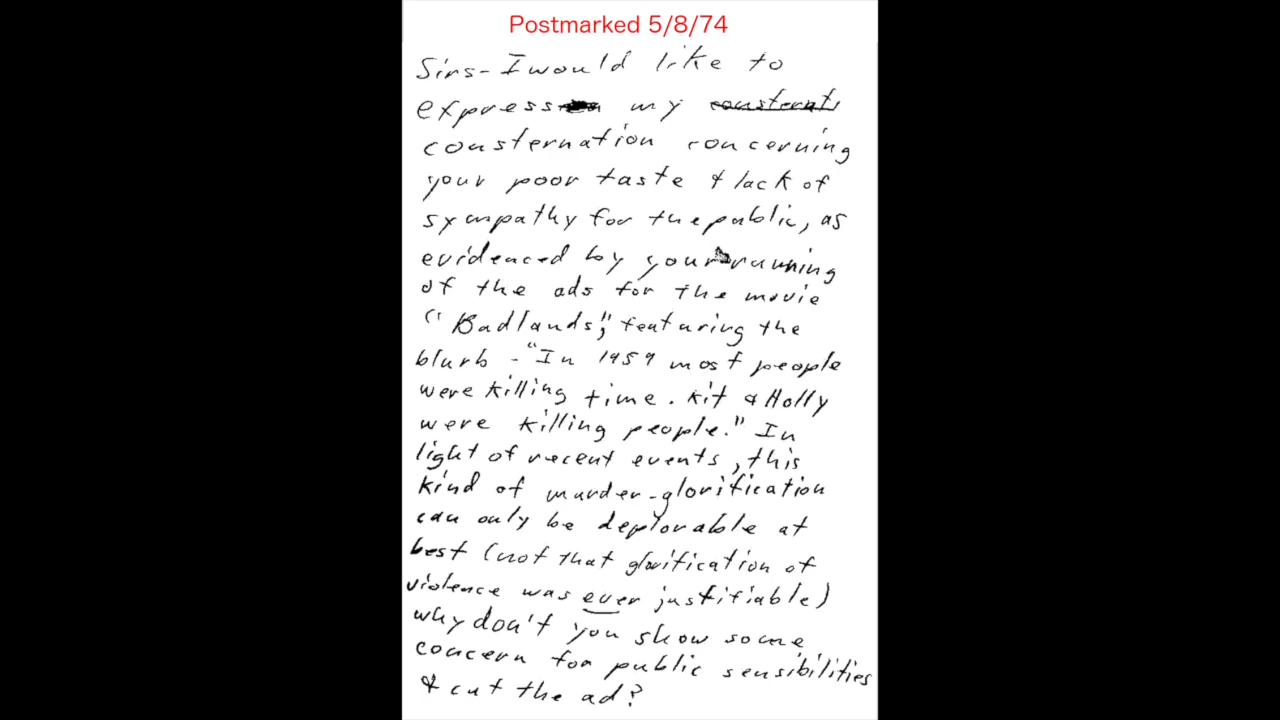 Postmarked 5/8/74
Sirs - I would like to
express my consternati
consternation concerning
your poor taste & lack of
sympathy for the public, as
evidenced by your running
of the ads for the movie
"Badlands," featuring the
blurb - "In 1959 most people
were killing time. Kit & Holly
were killing people." In
light of recent events, this
kind of murder-glorification
can only be deplorable at
best (not that glorification of
violence was ever justifiable)
why don't you show some
concern for public sensibilities
& cut the ad?